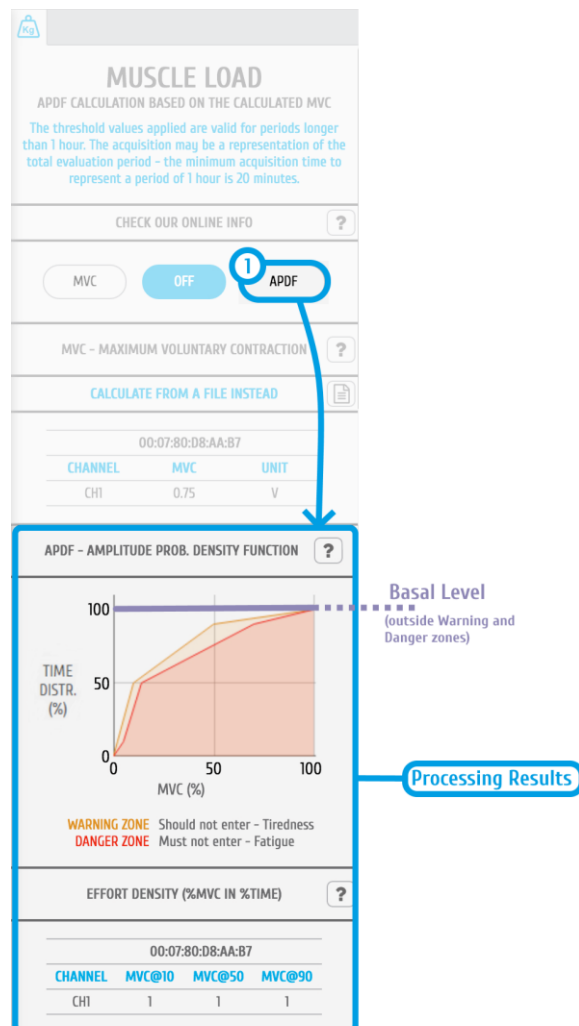 Kg
MUSCLE LOAD
APDF CALCULATION BASED ON THE CALCULATED MVC
The threshold values applied are valid for periods longer
than 1 hour. The acquisition may be a representation of the
total evaluation period - the minimum acquisition time to
represent a period of 1 hour is 20 minutes.
CHECK OUR ONLINE INFO ?
MVC OFF 1 APDF
MVC - MAXIMUM VOLUNTARY CONTRACTION ?
CALCULATE FROM A FILE INSTEAD
00:07:80:D8:AA:B7
CHANNEL MVC UNIT
CH1 0.75 V
APDF - AMPLITUDE PROB. DENSITY FUNCTION ?
Basal Level
(outside Warning and
Danger zones)
100
TIME
DISTR.
(%)
50
0
0 50 100
MVC (%)
Processing Results
WARNING ZONE Should not enter - Tiredness
DANGER ZONE Must not enter - Fatigue
EFFORT DENSITY (%MVC IN %TIME) ?
00:07:80:D8:AA:B7
CHANNEL MVC@10 MVC@50 MVC@90
CH1 1 1 1